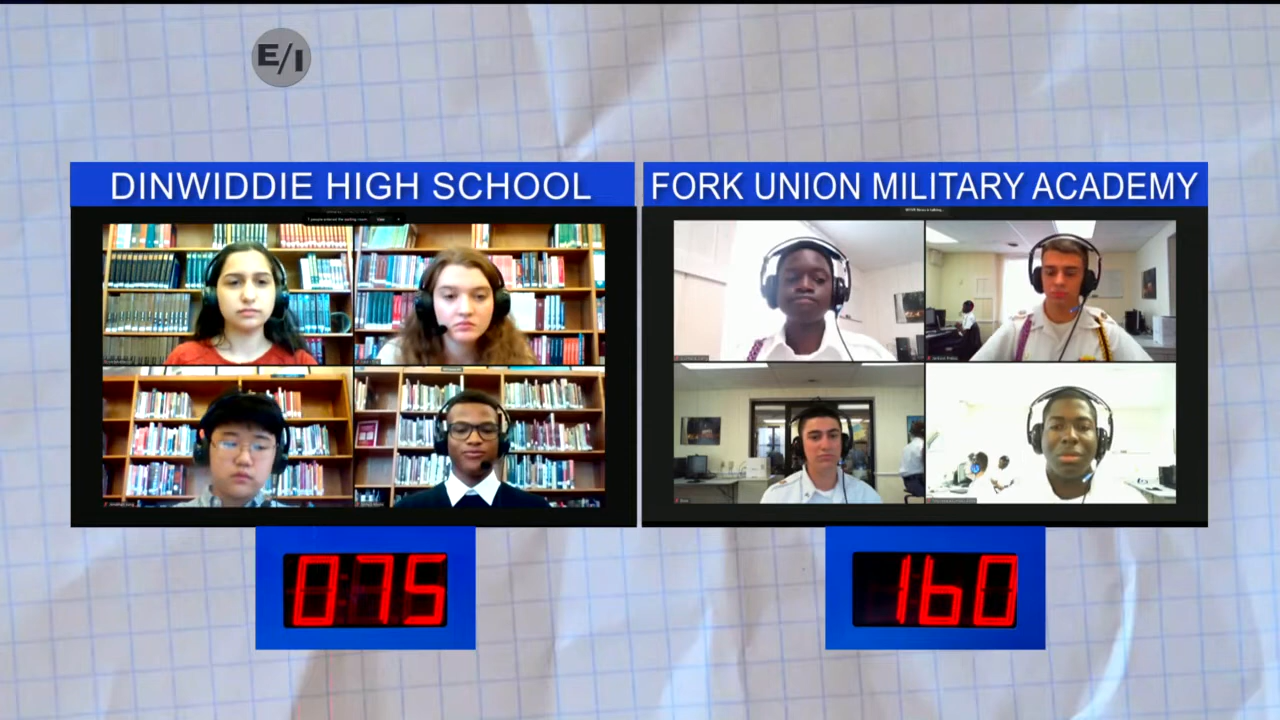 E/I
DINWIDDIE HIGH SCHOOL
FORK UNION MILITARY ACADEMY
075
160